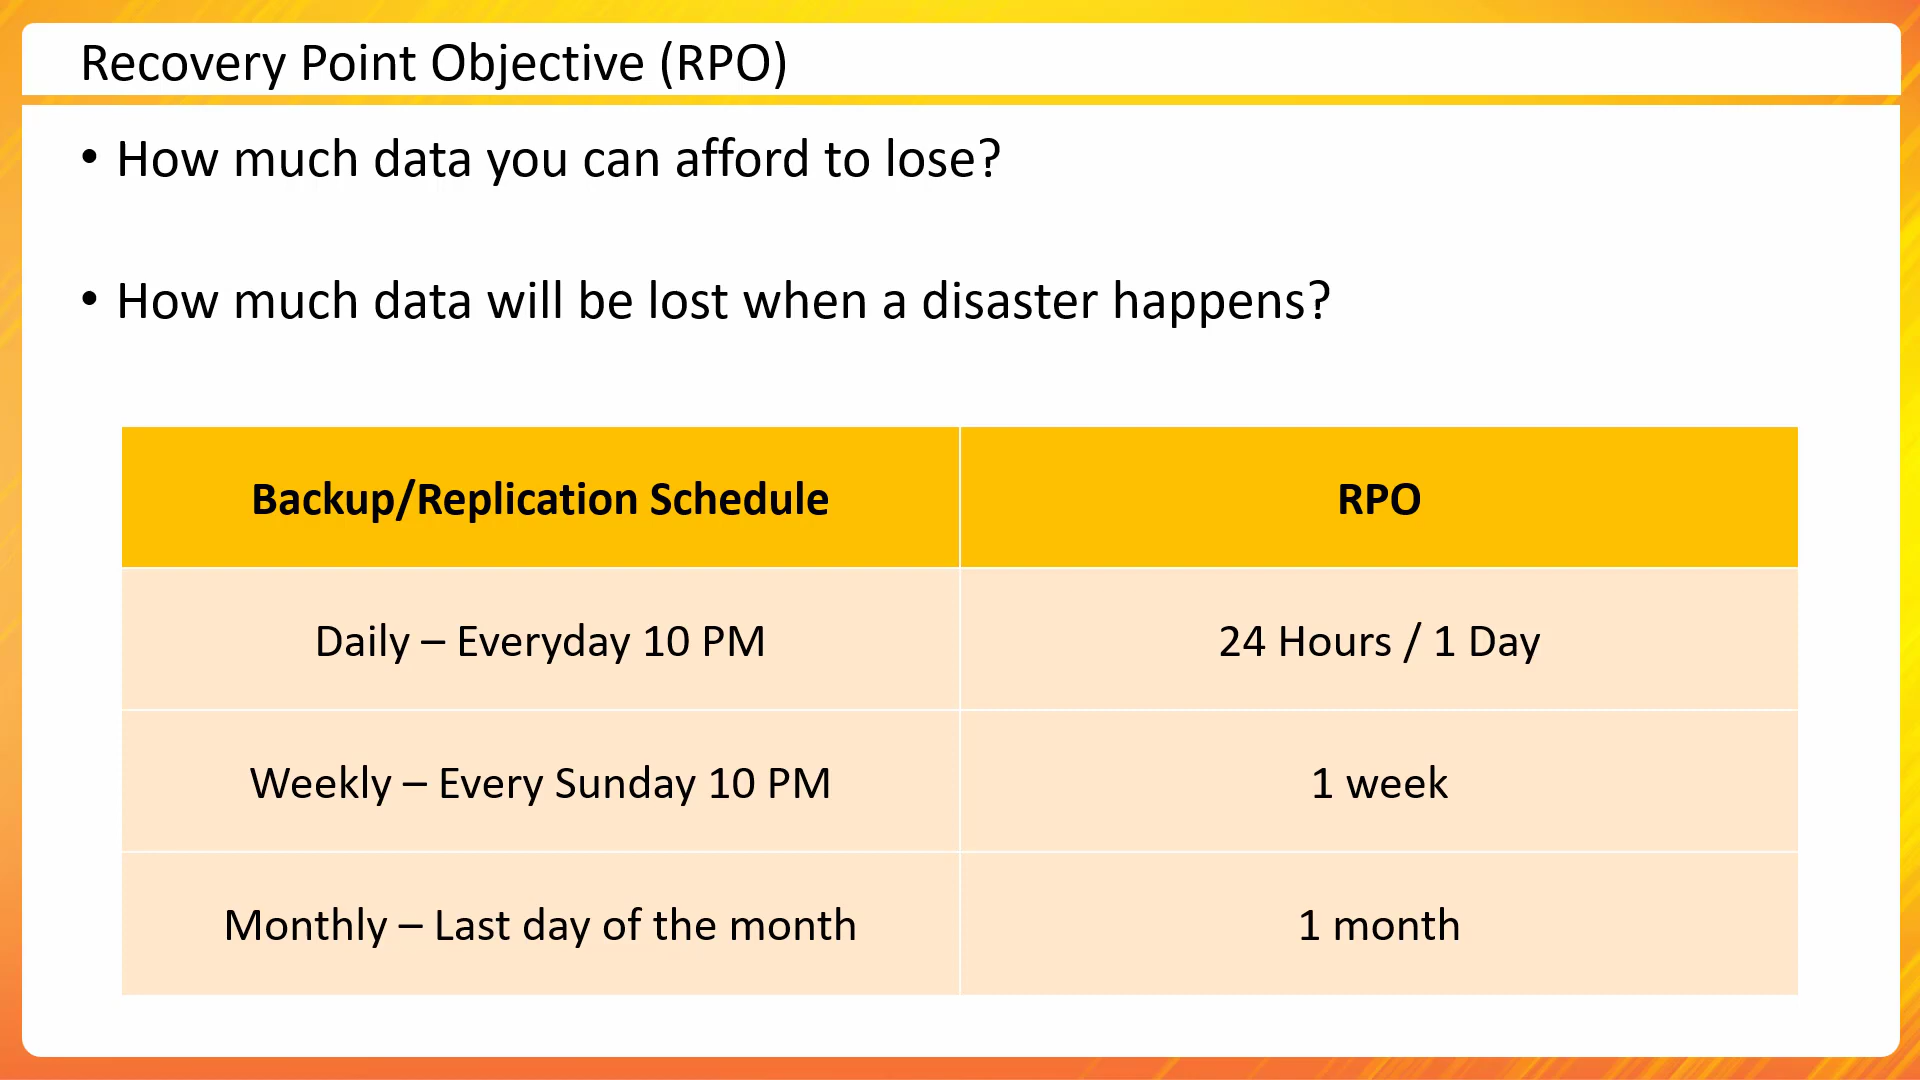 Recovery Point Objective (RPO)
• How much data you can afford to lose?
• How much data will be lost when a disaster happens?
Backup/Replication Schedule RPO
Daily – Everyday 10 PM 24 Hours / 1 Day
Weekly – Every Sunday 10 PM 1 week
Monthly – Last day of the month 1 month